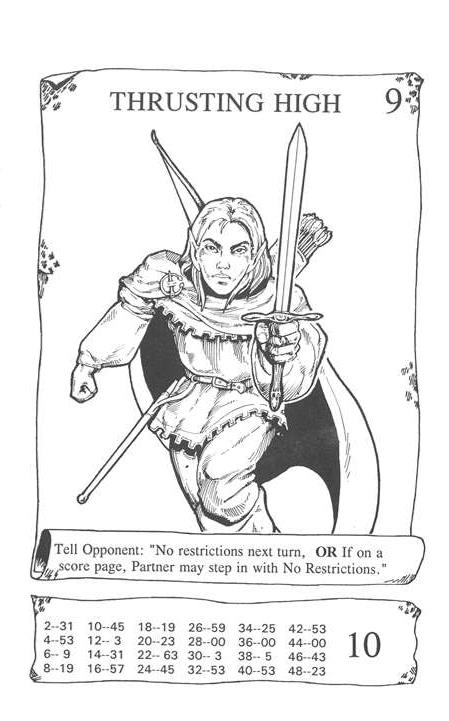 THRUSTING HIGH 9
Tell Opponent: "No restrictions next turn, OR If on a
score page, Partner may step in with No Restrictions."
2--31 10--45 18--19 26--59 34--25 42--53
4--53 12-- 3 20--23 28--00 36--00 44--00
6-- 9 14--31 22-- 63 30-- 3 38-- 5 46--43
8--19 16--57 24--45 32--53 40--53 48--23
10